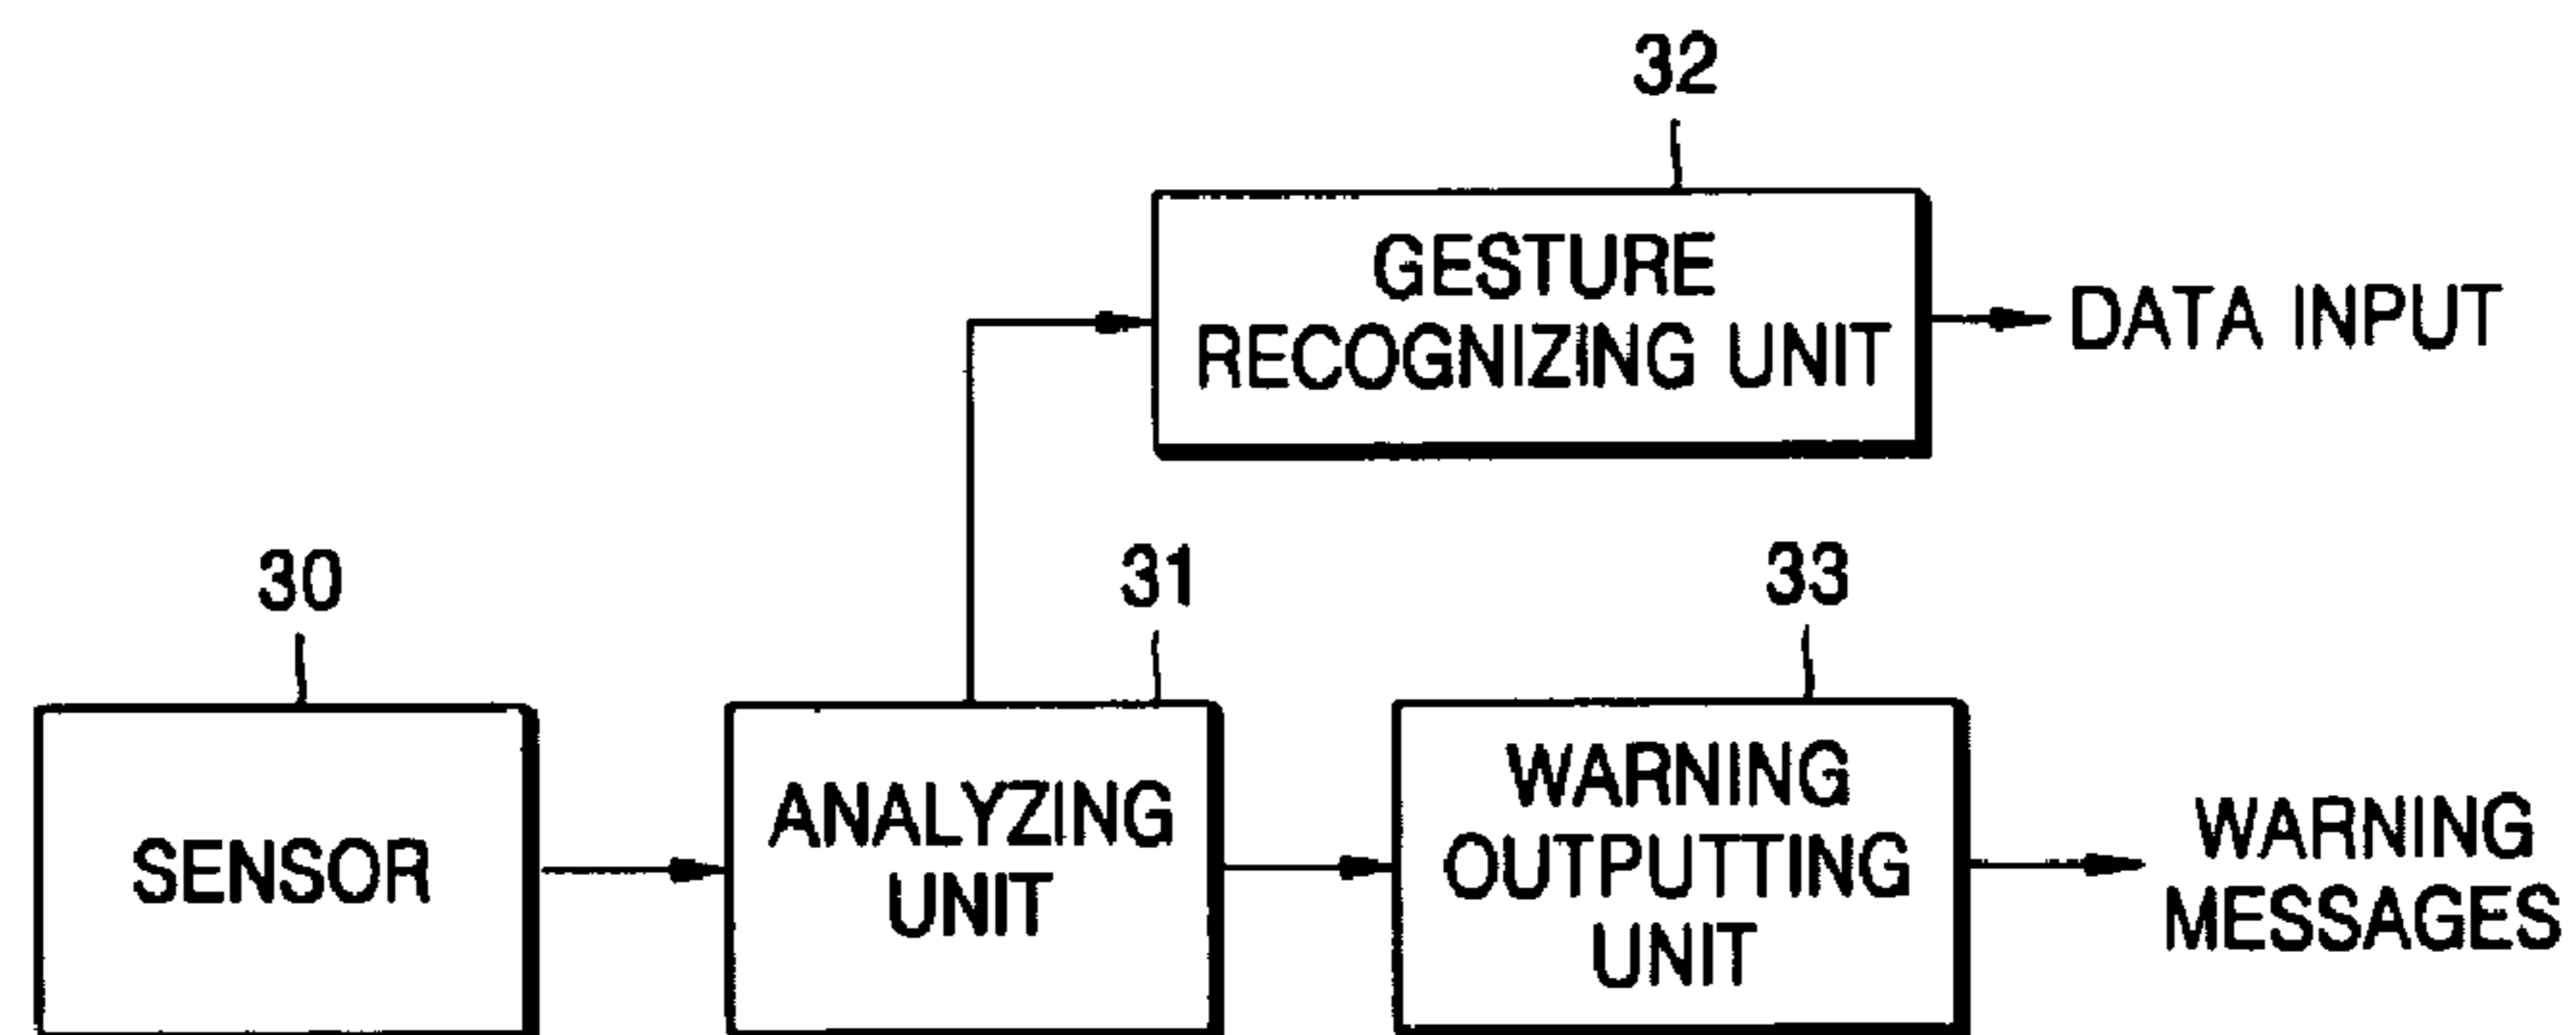 32
GESTURE
RECOGNIZING UNIT
DATA INPUT
30
31
33
SENSOR
ANALYZING
UNIT
WARNING
OUTPUTTING
UNIT
WARNING
MESSAGES